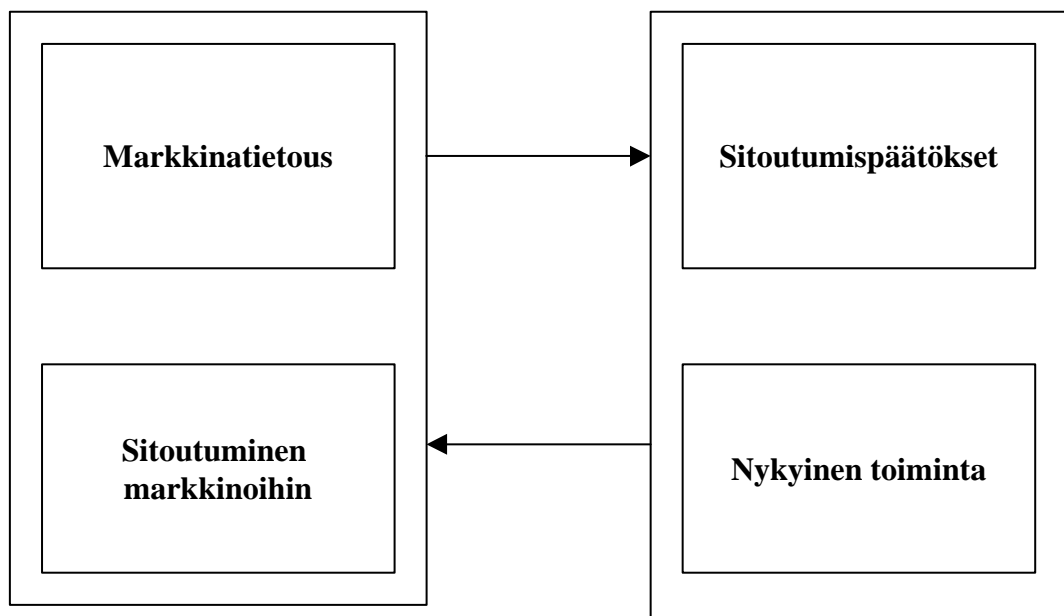 Markkinatietous
Sitoutumispäätökset
Sitoutuminen
markkinoihin
Nykyinen toiminta